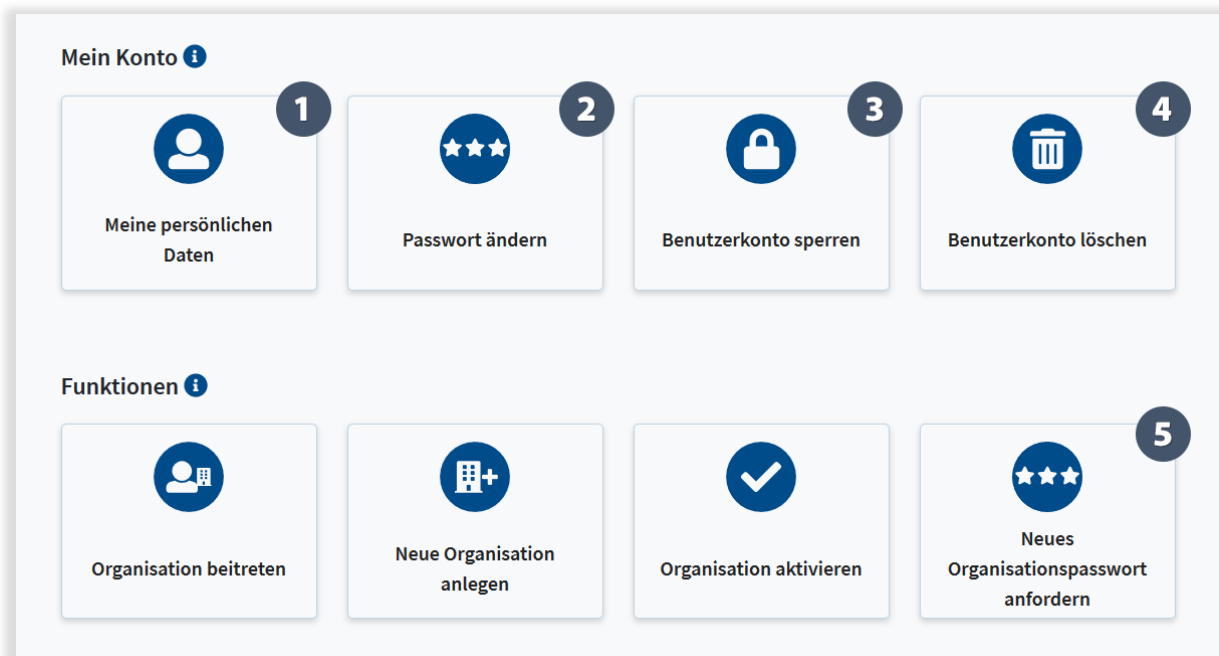 Mein Konto
1
2
3
4
Meine persönlichen
Daten
Passwort ändern
Benutzerkonto sperren
Benutzerkonto löschen
Funktionen
5
Organisation beitreten
Neue Organisation
anlegen
Organisation aktivieren
Neues
Organisationspasswort
anfordern